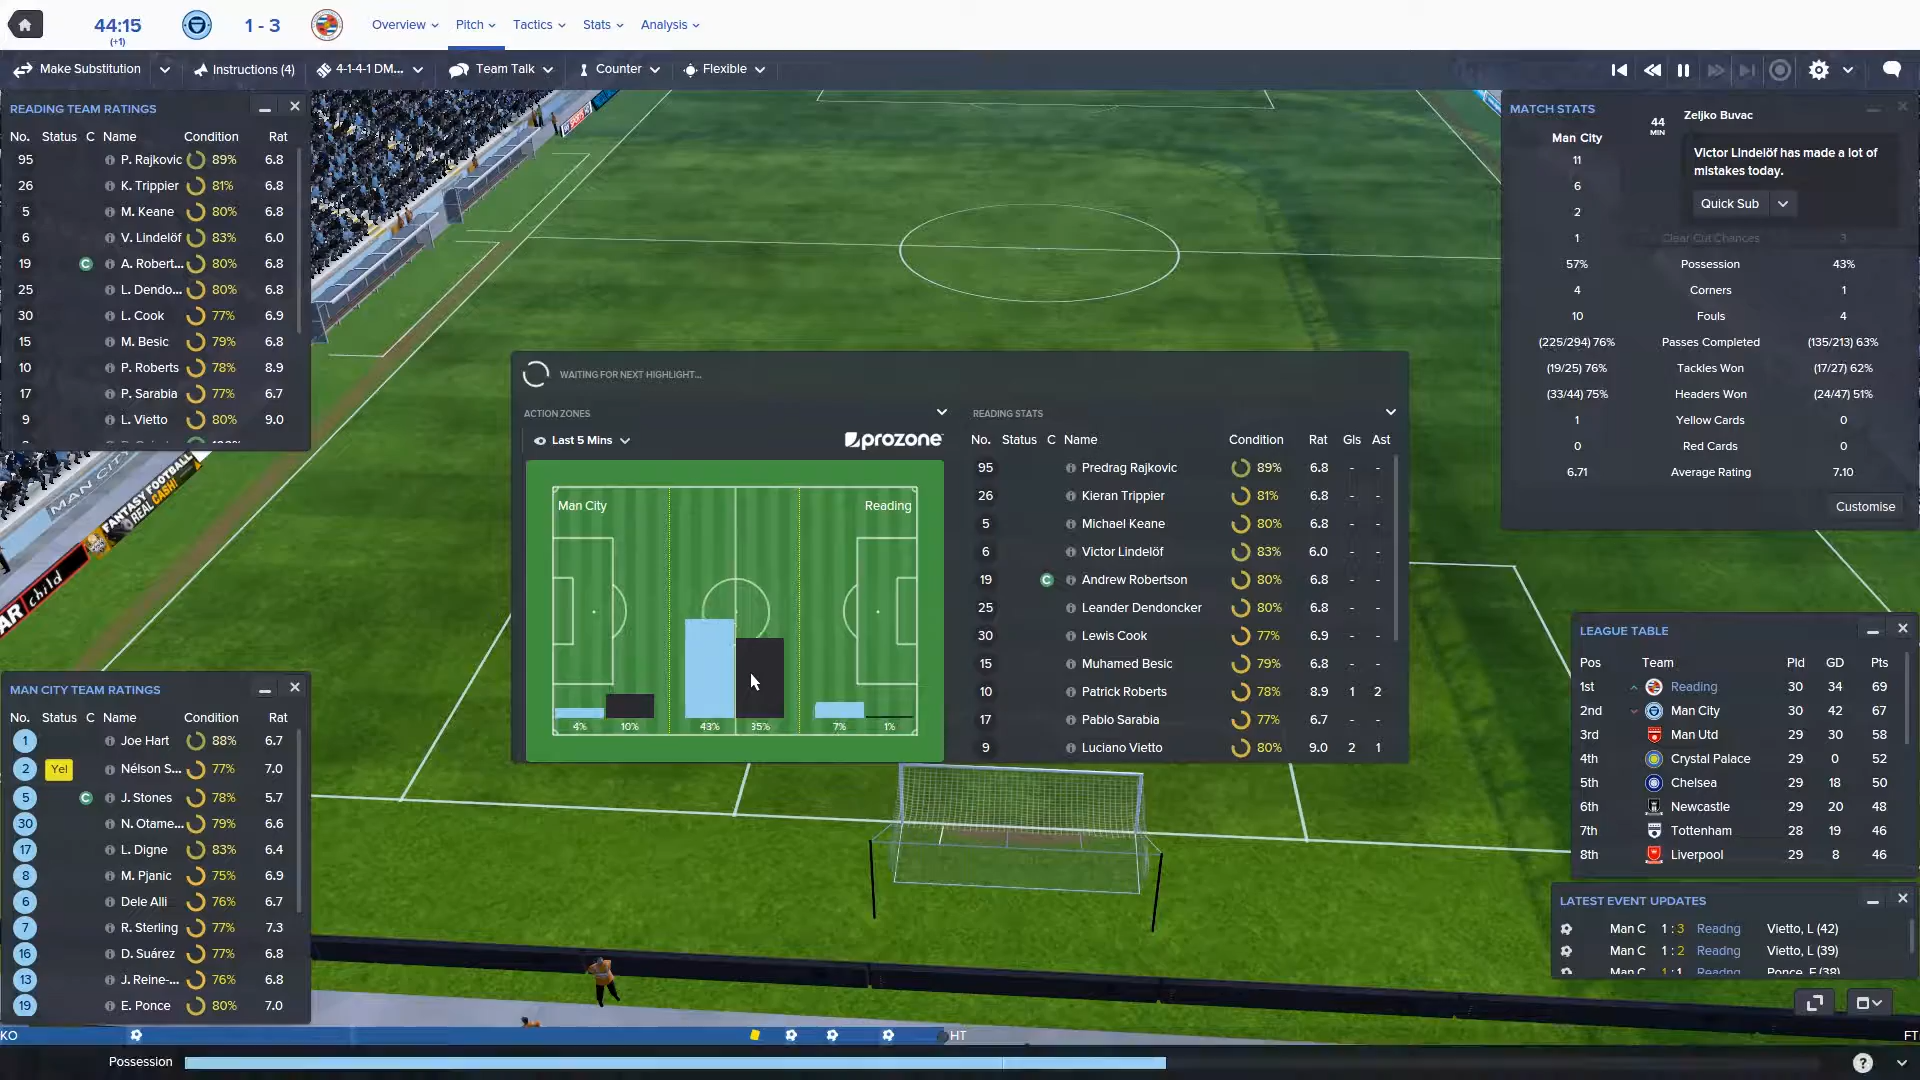 44:15
(+1)
1 - 3
Overview
Pitch
Tactics
Stats
Analysis
Make Substitution
Instructions (4)
4-1-4-1 DM...
Team Talk
Counter
Flexible
READING TEAM RATINGS
No. Status C Name Condition Rat
95 P. Rajkovic 89% 6.8
26 K. Trippier 81% 6.8
5 M. Keane 80% 6.8
6 V. Lindelöf 83% 6.0
19 C A. Robert... 80% 6.8
25 L. Dendo... 80% 6.8
30 L. Cook 77% 6.9
15 M. Besic 79% 6.8
10 P. Roberts 78% 8.9
17 P. Sarabia 77% 6.7
9 L. Vietto 80% 9.0
MAN CITY
FANTASY FOOTBALL
REAL CASH!
child
MAN CITY TEAM RATINGS
No. Status C Name Condition Rat
1 Joe Hart 88% 6.7
2 Yel Nélson S... 77% 7.0
5 C J. Stones 78% 5.7
30 N. Otame... 79% 6.6
17 L. Digne 83% 6.4
8 M. Pjanic 75% 6.9
6 Dele Alli 76% 6.7
7 R. Sterling 77% 7.3
16 D. Suárez 77% 6.8
13 J. Reine-... 76% 6.8
19 E. Ponce 80% 7.0
WAITING FOR NEXT HIGHLIGHT...
ACTION ZONES
Last 5 Mins
prozone
Man City
Reading
4% 10% 43% 35% 7% 1%
READING STATS
No. Status C Name Condition Rat Gls Ast
95 Predrag Rajkovic 89% 6.8 - -
26 Kieran Trippier 81% 6.8 - -
5 Michael Keane 80% 6.8 - -
6 Victor Lindelöf 83% 6.0 - -
19 C Andrew Robertson 80% 6.8 - -
25 Leander Dendoncker 80% 6.8 - -
30 Lewis Cook 77% 6.9 - -
15 Muhamed Besic 79% 6.8 - -
10 Patrick Roberts 78% 8.9 1 2
17 Pablo Sarabia 77% 6.7 - -
9 Luciano Vietto 80% 9.0 2 1
MATCH STATS
Man City
11
6
2
1 Clear Cut Chances 3
57% Possession 43%
4 Corners 1
10 Fouls 4
(225/294) 76% Passes Completed (135/213) 63%
(19/25) 76% Tackles Won (17/27) 62%
(33/44) 75% Headers Won (24/47) 51%
1 Yellow Cards 0
0 Red Cards 0
6.71 Average Rating 7.10
Customise
44
MIN
Zeljko Buvac
Victor Lindelöf has made a lot of
mistakes today.
Quick Sub
LEAGUE TABLE
Pos Team Pld GD Pts
1st Reading 30 34 69
2nd Man City 30 42 67
3rd Man Utd 29 30 58
4th Crystal Palace 29 0 52
5th Chelsea 29 18 50
6th Newcastle 29 20 48
7th Tottenham 28 19 46
8th Liverpool 29 8 46
LATEST EVENT UPDATES
Man C 1 : 3 Readng Vietto, L (42)
Man C 1 : 2 Readng Vietto, L (39)
Man C 1 : 1 Readng Ponce, E (38)
KO
HT
FT
Possession
?